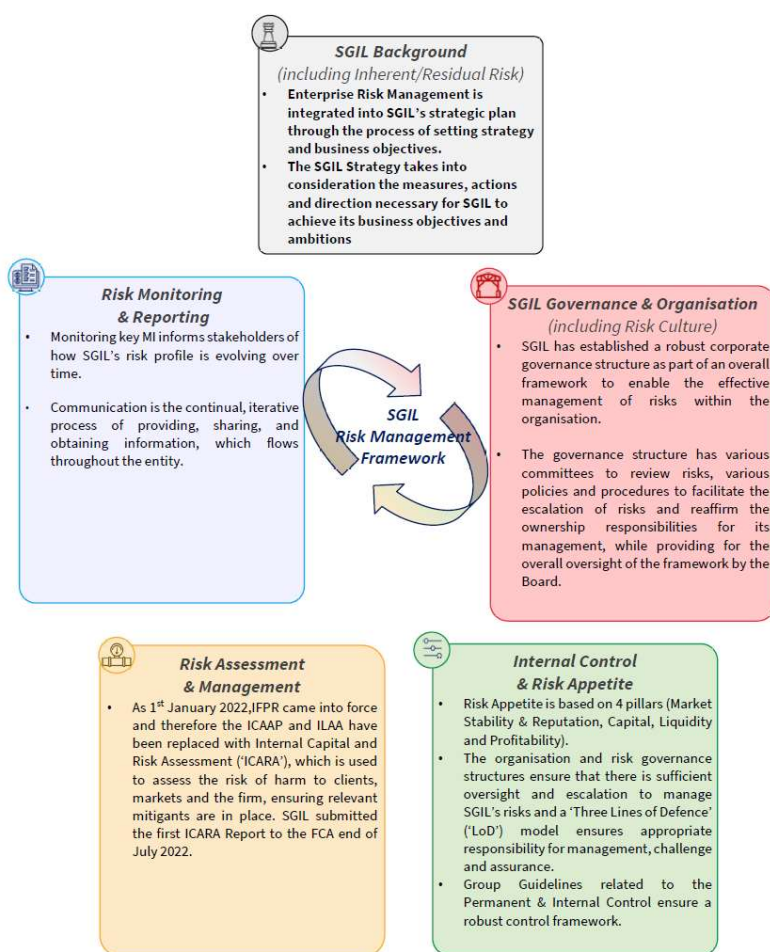 SGIL Background
(including Inherent/Residual Risk)
• Enterprise Risk Management is
integrated into SGIL's strategic plan
through the process of setting strategy
and business objectives.
• The SGIL Strategy takes into
consideration the measures, actions
and direction necessary for SGIL to
achieve its business objectives and
ambitions
Risk Monitoring
& Reporting
• Monitoring key MI informs stakeholders of
how SGIL's risk profile is evolving over
time.
• Communication is the continual, iterative
process of providing, sharing, and
obtaining information, which flows
throughout the entity.
SGIL
Risk Management
Framework
SGIL Governance & Organisation
(including Risk Culture)
• SGIL has established a robust corporate
governance structure as part of an overall
framework to enable the effective
management of risks within the
organisation.
• The governance structure has various
committees to review risks, various
policies and procedures to facilitate the
escalation of risks and reaffirm the
ownership responsibilities for its
management, while providing for the
overall oversight of the framework by the
Board.
Risk Assessment
& Management
• As 1st January 2022,IFPR came into force
and therefore the ICAAP and ILAA have
been replaced with Internal Capital and
Risk Assessment ('ICARA'), which is used
to assess the risk of harm to clients,
markets and the firm, ensuring relevant
mitigants are in place. SGIL submitted
the first ICARA Report to the FCA end of
July 2022.
Internal Control
& Risk Appetite
• Risk Appetite is based on 4 pillars (Market
Stability & Reputation, Capital, Liquidity
and Profitability).
• The organisation and risk governance
structures ensure that there is sufficient
oversight and escalation to manage
SGIL's risks and a 'Three Lines of Defence'
('LoD') model ensures appropriate
responsibility for management, challenge
and assurance.
• Group Guidelines related to the
Permanent & Internal Control ensure a
robust control framework.